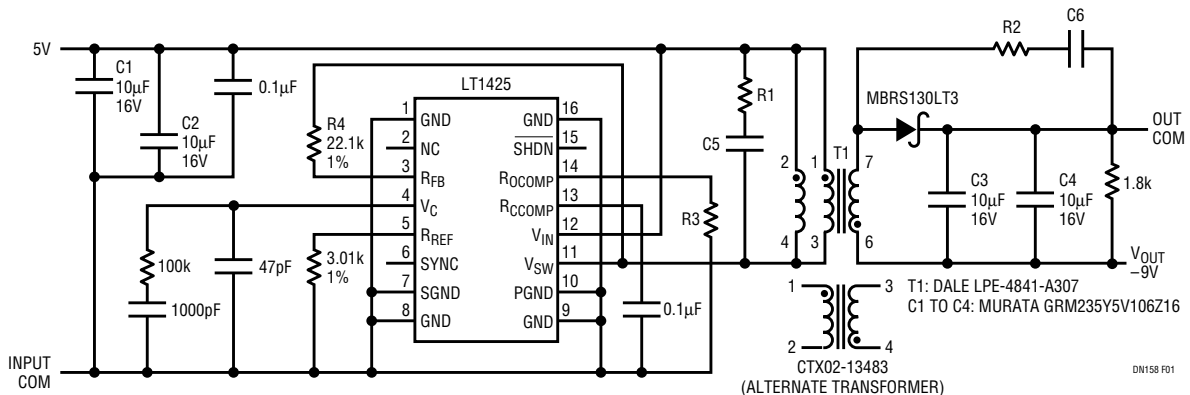 5V
C1
10µF
16V
C2
10µF
16V
0.1µF
R4
22.1k
1%
LT1425
1 GND
2 NC
3 RFB
4 VC
5 RREF
6 SYNC
7 SGND
8 GND
16 GND
15 SHDN
14 ROCOMP
13 RCCOMP
12 VIN
11 VSW
10 PGND
9 GND
100k
1000pF
47pF
3.01k
1%
INPUT
COM
R3
0.1µF
R1
C5
2
4
1
3
T1
7
6
R2
C6
MBRS130LT3
OUT
COM
C3
10µF
16V
C4
10µF
16V
1.8k
VOUT
–9V
T1: DALE LPE-4841-A307
C1 TO C4: MURATA GRM235Y5V106Z16
1
2
3
4
CTX02-13483
(ALTERNATE TRANSFORMER)
DN158 F01